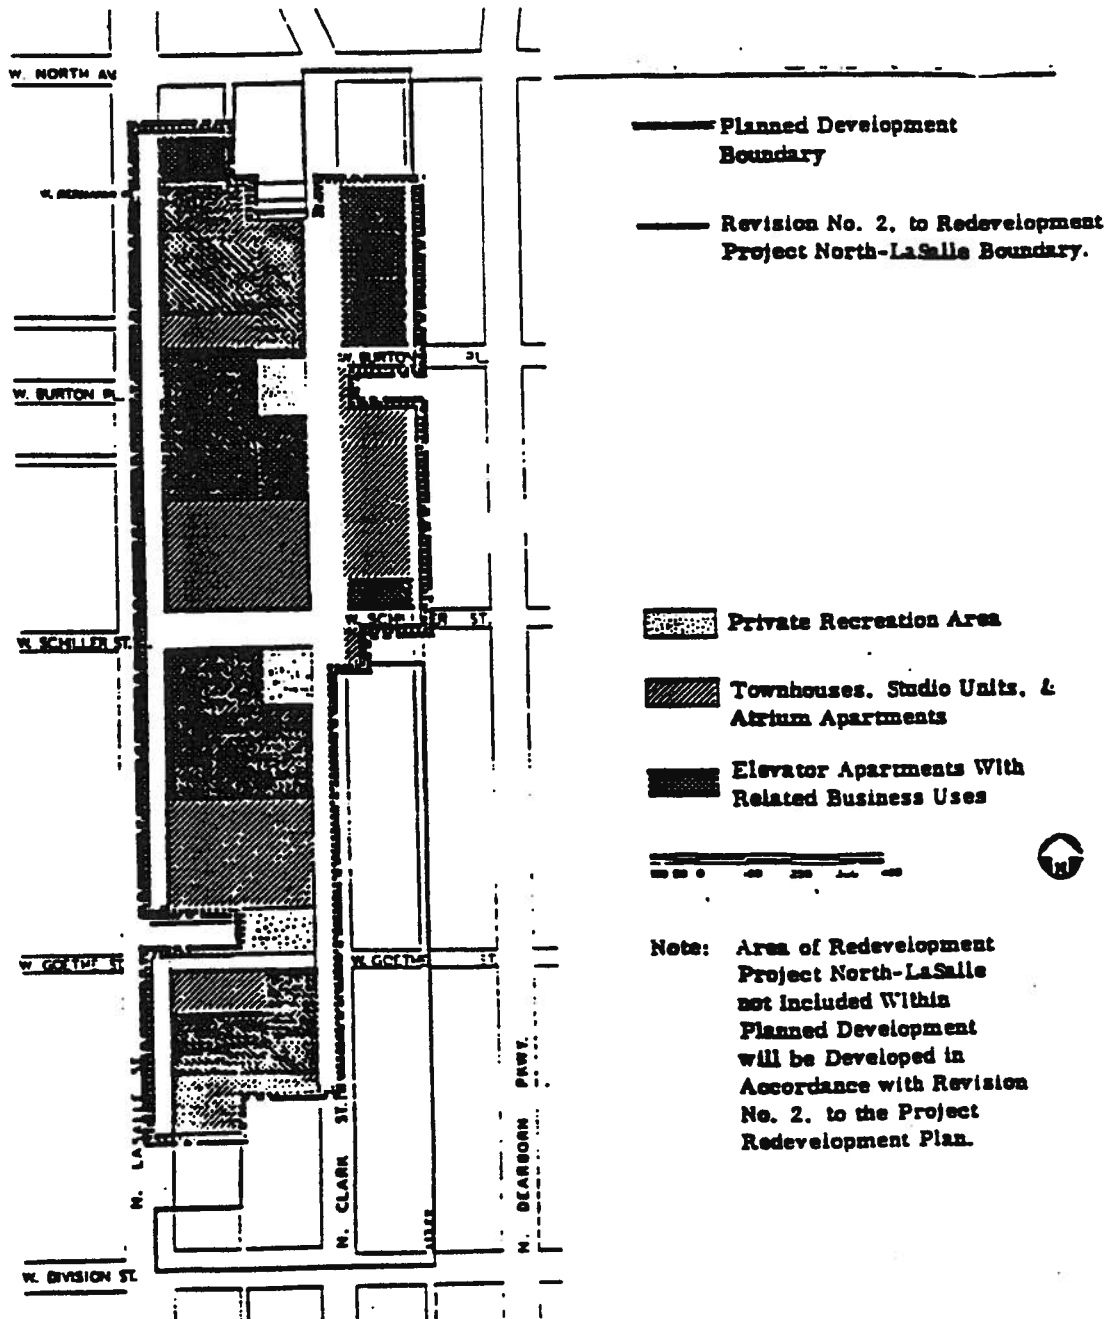 W. NORTH AV.
Planned Development
Boundary
Revision No. 2, to Redevelopment
Project North-LaSalle Boundary.
W. BURTON PL.
W. BURTON PL.
W. SCHILLER ST.
W. SCHILLER ST.
Private Recreation Area
Townhouses, Studio Units, &
Atrium Apartments
Elevator Apartments With
Related Business Uses
N
W. GOETHE ST.
W. GOETHE ST.
Note: Area of Redevelopment
Project North-LaSalle
not included Within
Planned Development
will be Developed in
Accordance with Revision
No. 2, to the Project
Redevelopment Plan.
N. LASALLE ST.
N. CLARK ST.
N. DEARBORN PKWY.
W. DIVISION ST.